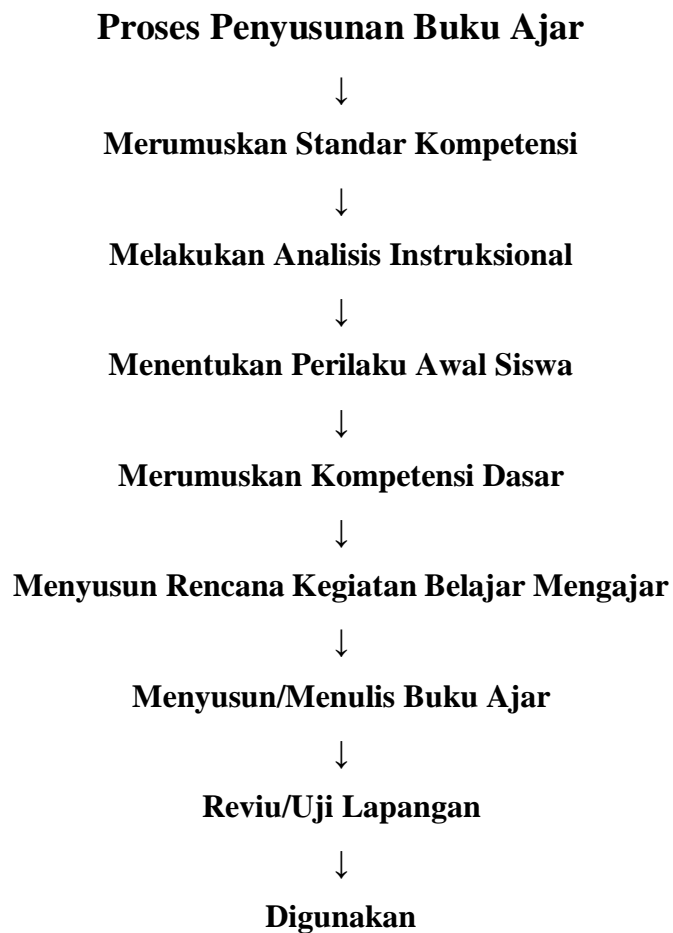 Proses Penyusunan Buku Ajar
↓
Merumuskan Standar Kompetensi
↓
Melakukan Analisis Instruksional
↓
Menentukan Perilaku Awal Siswa
↓
Merumuskan Kompetensi Dasar
↓
Menyusun Rencana Kegiatan Belajar Mengajar
↓
Menyusun/Menulis Buku Ajar
↓
Reviu/Uji Lapangan
↓
Digunakan